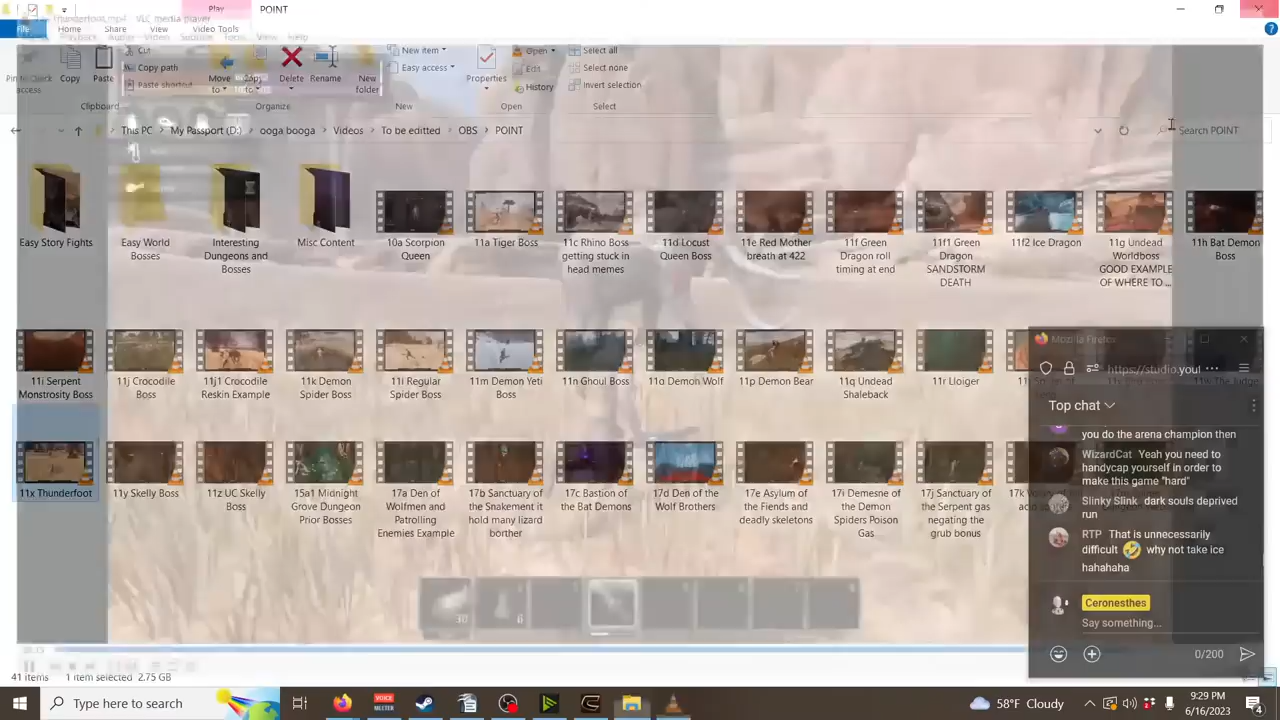 Thunderfoot.mp4 - VLC media player
Play
POINT
File
Home
Share
View
Video Tools
Copy
Paste
Cut
Copy path
Paste shortcut
Clipboard
Move to
Copy to
Delete
Rename
New folder
Organize
New item
Easy access
New
Properties
Open
Edit
History
Open
Select all
Select none
Invert selection
Select
This PC
My Passport (D:)
ooga booga
Videos
To be editted
OBS
POINT
Search POINT
Easy Story Fights
Easy World Bosses
Interesting Dungeons and Bosses
Misc Content
10a Scorpion Queen
11a Tiger Boss
11c Rhino Boss getting stuck in head memes
11d Locust Queen Boss
11e Red Mother breath at 422
11f Green Dragon roll timing at end
11f1 Green Dragon SANDSTORM DEATH
11f2 Ice Dragon
11g Undead Worldboss GOOD EXAMPLE OF WHERE TO ...
11h Bat Demon Boss
11i Serpent Monstrosity Boss
11j Crocodile Boss
11j1 Crocodile Reskin Example
11k Demon Spider Boss
11l Regular Spider Boss
11m Demon Yeti Boss
11n Ghoul Boss
11o Demon Wolf
11p Demon Bear
11q Undead Shaleback
11r Lloiger
11x Thunderfoot
11y Skelly Boss
11z UC Skelly Boss
15a1 Midnight Grove Dungeon Prior Bosses
17a Den of Wolfmen and Patrolling Enemies Example
17b Sanctuary of the Snakement it hold many lizard borther
17c Bastion of the Bat Demons
17d Den of the Wolf Brothers
17e Asylum of the Fiends and deadly skeletons
17i Demesne of the Demon Spiders Poison Gas
17j Sanctuary of the Serpent gas negating the grub bonus
Mozilla Firefox
https://studio.yout
Top chat
you do the arena champion then
WizardCat Yeah you need to
handycap yourself in order to
make this game "hard"
Slinky Slink dark souls deprived
run
RTP That is unnecessarily
difficult 🤣 why not take ice
hahahaha
Ceronesthes
Say something...
0/200
41 items
1 item selected 2.75 GB
Type here to search
VOICE MEETER
58°F Cloudy
9:29 PM
6/16/2023
4